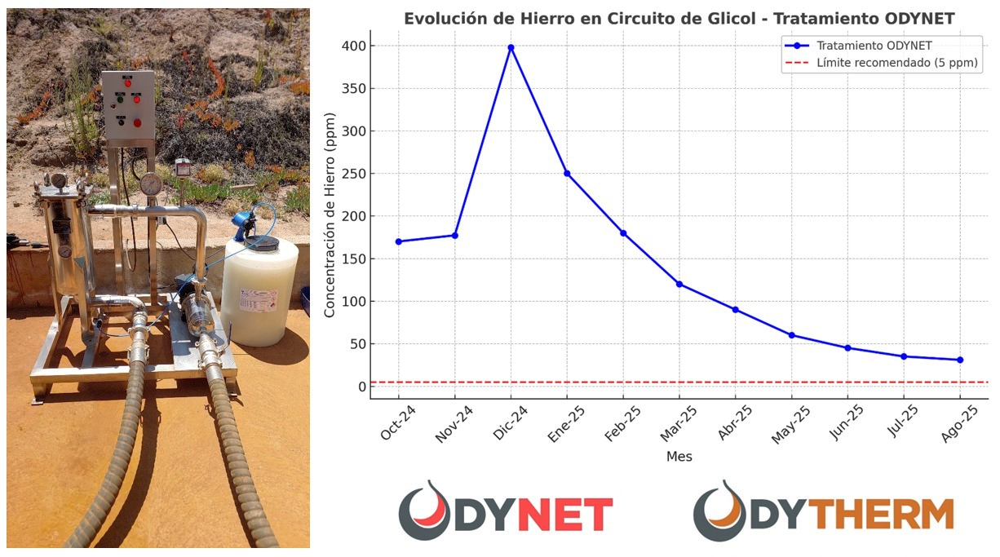 Evolución de Hierro en Circuito de Glicol - Tratamiento ODYNET
Tratamiento ODYNET
Límite recomendado (5 ppm)
Concentración de Hierro (ppm)
400
350
300
250
200
150
100
50
0
Oct-24
Nov-24
Dic-24
Ene-25
Feb-25
Mar-25
Abr-25
May-25
Jun-25
Jul-25
Ago-25
Mes
ODYNET
ODYTHERM